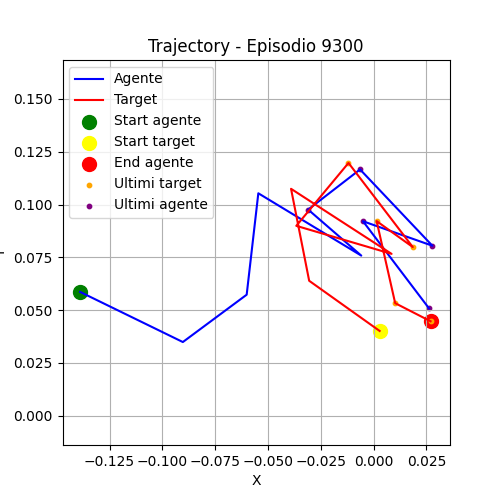 Trajectory - Episodio 9300
Agente
Target
Start agente
Start target
End agente
Ultimi target
Ultimi agente
0.150
0.125
0.100
0.075
0.050
0.025
0.000
−0.125 −0.100 −0.075 −0.050 −0.025 0.000 0.025
X